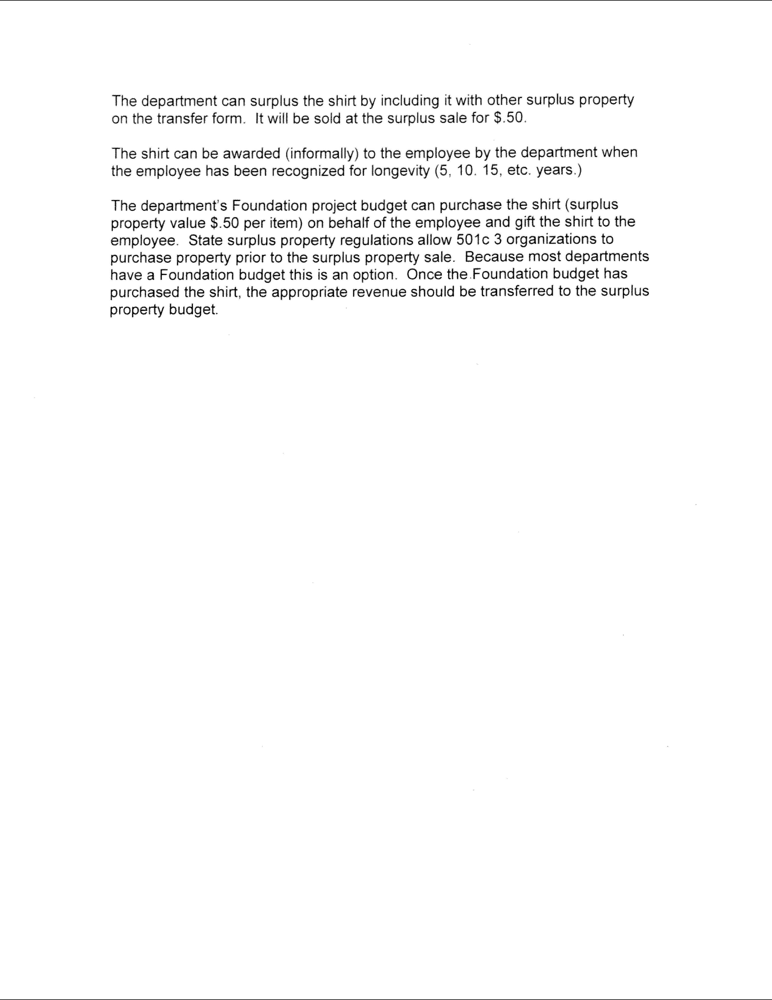 The department can surplus the shirt by including it with other surplus property
on the transfer form.  It will be sold at the surplus sale for $.50.
The shirt can be awarded (informally) to the employee by the department when
the employee has been recognized for longevity (5, 10. 15, etc. years.)
The department's Foundation project budget can purchase the shirt (surplus
property value $.50 per item) on behalf of the employee and gift the shirt to the
employee.  State surplus property regulations allow 501c 3 organizations to
purchase property prior to the surplus property sale.  Because most departments
have a Foundation budget this is an option.  Once the Foundation budget has
purchased the shirt, the appropriate revenue should be transferred to the surplus
property budget.